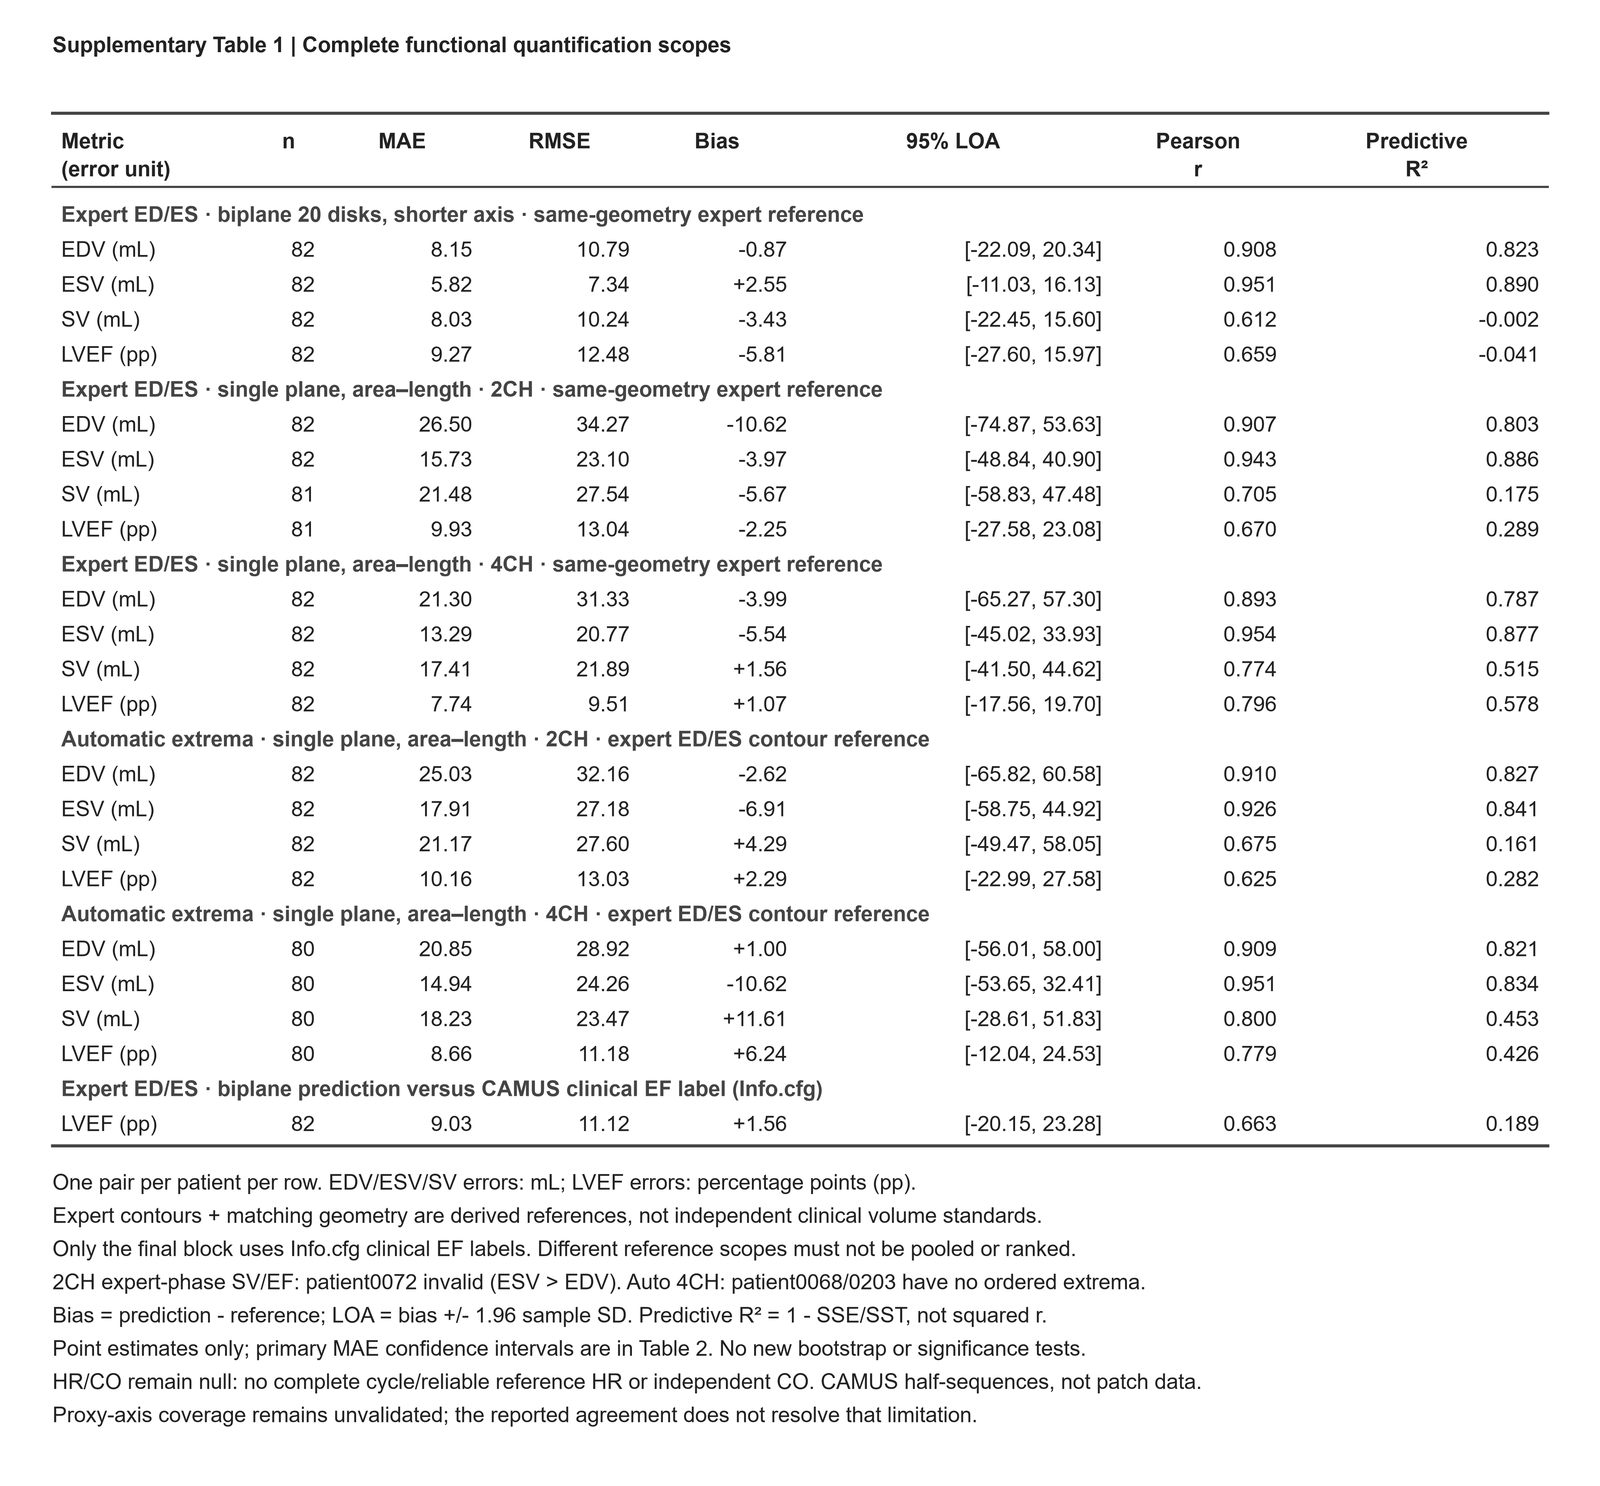 Supplementary Table 1 | Complete functional quantification scopes
Metric (error unit) n MAE RMSE Bias 95% LOA Pearson r Predictive R²
Expert ED/ES · biplane 20 disks, shorter axis · same-geometry expert reference
EDV (mL) 82 8.15 10.79 -0.87 [-22.09, 20.34] 0.908 0.823
ESV (mL) 82 5.82 7.34 +2.55 [-11.03, 16.13] 0.951 0.890
SV (mL) 82 8.03 10.24 -3.43 [-22.45, 15.60] 0.612 -0.002
LVEF (pp) 82 9.27 12.48 -5.81 [-27.60, 15.97] 0.659 -0.041
Expert ED/ES · single plane, area–length · 2CH · same-geometry expert reference
EDV (mL) 82 26.50 34.27 -10.62 [-74.87, 53.63] 0.907 0.803
ESV (mL) 82 15.73 23.10 -3.97 [-48.84, 40.90] 0.943 0.886
SV (mL) 81 21.48 27.54 -5.67 [-58.83, 47.48] 0.705 0.175
LVEF (pp) 81 9.93 13.04 -2.25 [-27.58, 23.08] 0.670 0.289
Expert ED/ES · single plane, area–length · 4CH · same-geometry expert reference
EDV (mL) 82 21.30 31.33 -3.99 [-65.27, 57.30] 0.893 0.787
ESV (mL) 82 13.29 20.77 -5.54 [-45.02, 33.93] 0.954 0.877
SV (mL) 82 17.41 21.89 +1.56 [-41.50, 44.62] 0.774 0.515
LVEF (pp) 82 7.74 9.51 +1.07 [-17.56, 19.70] 0.796 0.578
Automatic extrema · single plane, area–length · 2CH · expert ED/ES contour reference
EDV (mL) 82 25.03 32.16 -2.62 [-65.82, 60.58] 0.910 0.827
ESV (mL) 82 17.91 27.18 -6.91 [-58.75, 44.92] 0.926 0.841
SV (mL) 82 21.17 27.60 +4.29 [-49.47, 58.05] 0.675 0.161
LVEF (pp) 82 10.16 13.03 +2.29 [-22.99, 27.58] 0.625 0.282
Automatic extrema · single plane, area–length · 4CH · expert ED/ES contour reference
EDV (mL) 80 20.85 28.92 +1.00 [-56.01, 58.00] 0.909 0.821
ESV (mL) 80 14.94 24.26 -10.62 [-53.65, 32.41] 0.951 0.834
SV (mL) 80 18.23 23.47 +11.61 [-28.61, 51.83] 0.800 0.453
LVEF (pp) 80 8.66 11.18 +6.24 [-12.04, 24.53] 0.779 0.426
Expert ED/ES · biplane prediction versus CAMUS clinical EF label (Info.cfg)
LVEF (pp) 82 9.03 11.12 +1.56 [-20.15, 23.28] 0.663 0.189
One pair per patient per row. EDV/ESV/SV errors: mL; LVEF errors: percentage points (pp).
Expert contours + matching geometry are derived references, not independent clinical volume standards.
Only the final block uses Info.cfg clinical EF labels. Different reference scopes must not be pooled or ranked.
2CH expert-phase SV/EF: patient0072 invalid (ESV > EDV). Auto 4CH: patient0068/0203 have no ordered extrema.
Bias = prediction - reference; LOA = bias +/- 1.96 sample SD. Predictive R² = 1 - SSE/SST, not squared r.
Point estimates only; primary MAE confidence intervals are in Table 2. No new bootstrap or significance tests.
HR/CO remain null: no complete cycle/reliable reference HR or independent CO. CAMUS half-sequences, not patch data.
Proxy-axis coverage remains unvalidated; the reported agreement does not resolve that limitation.